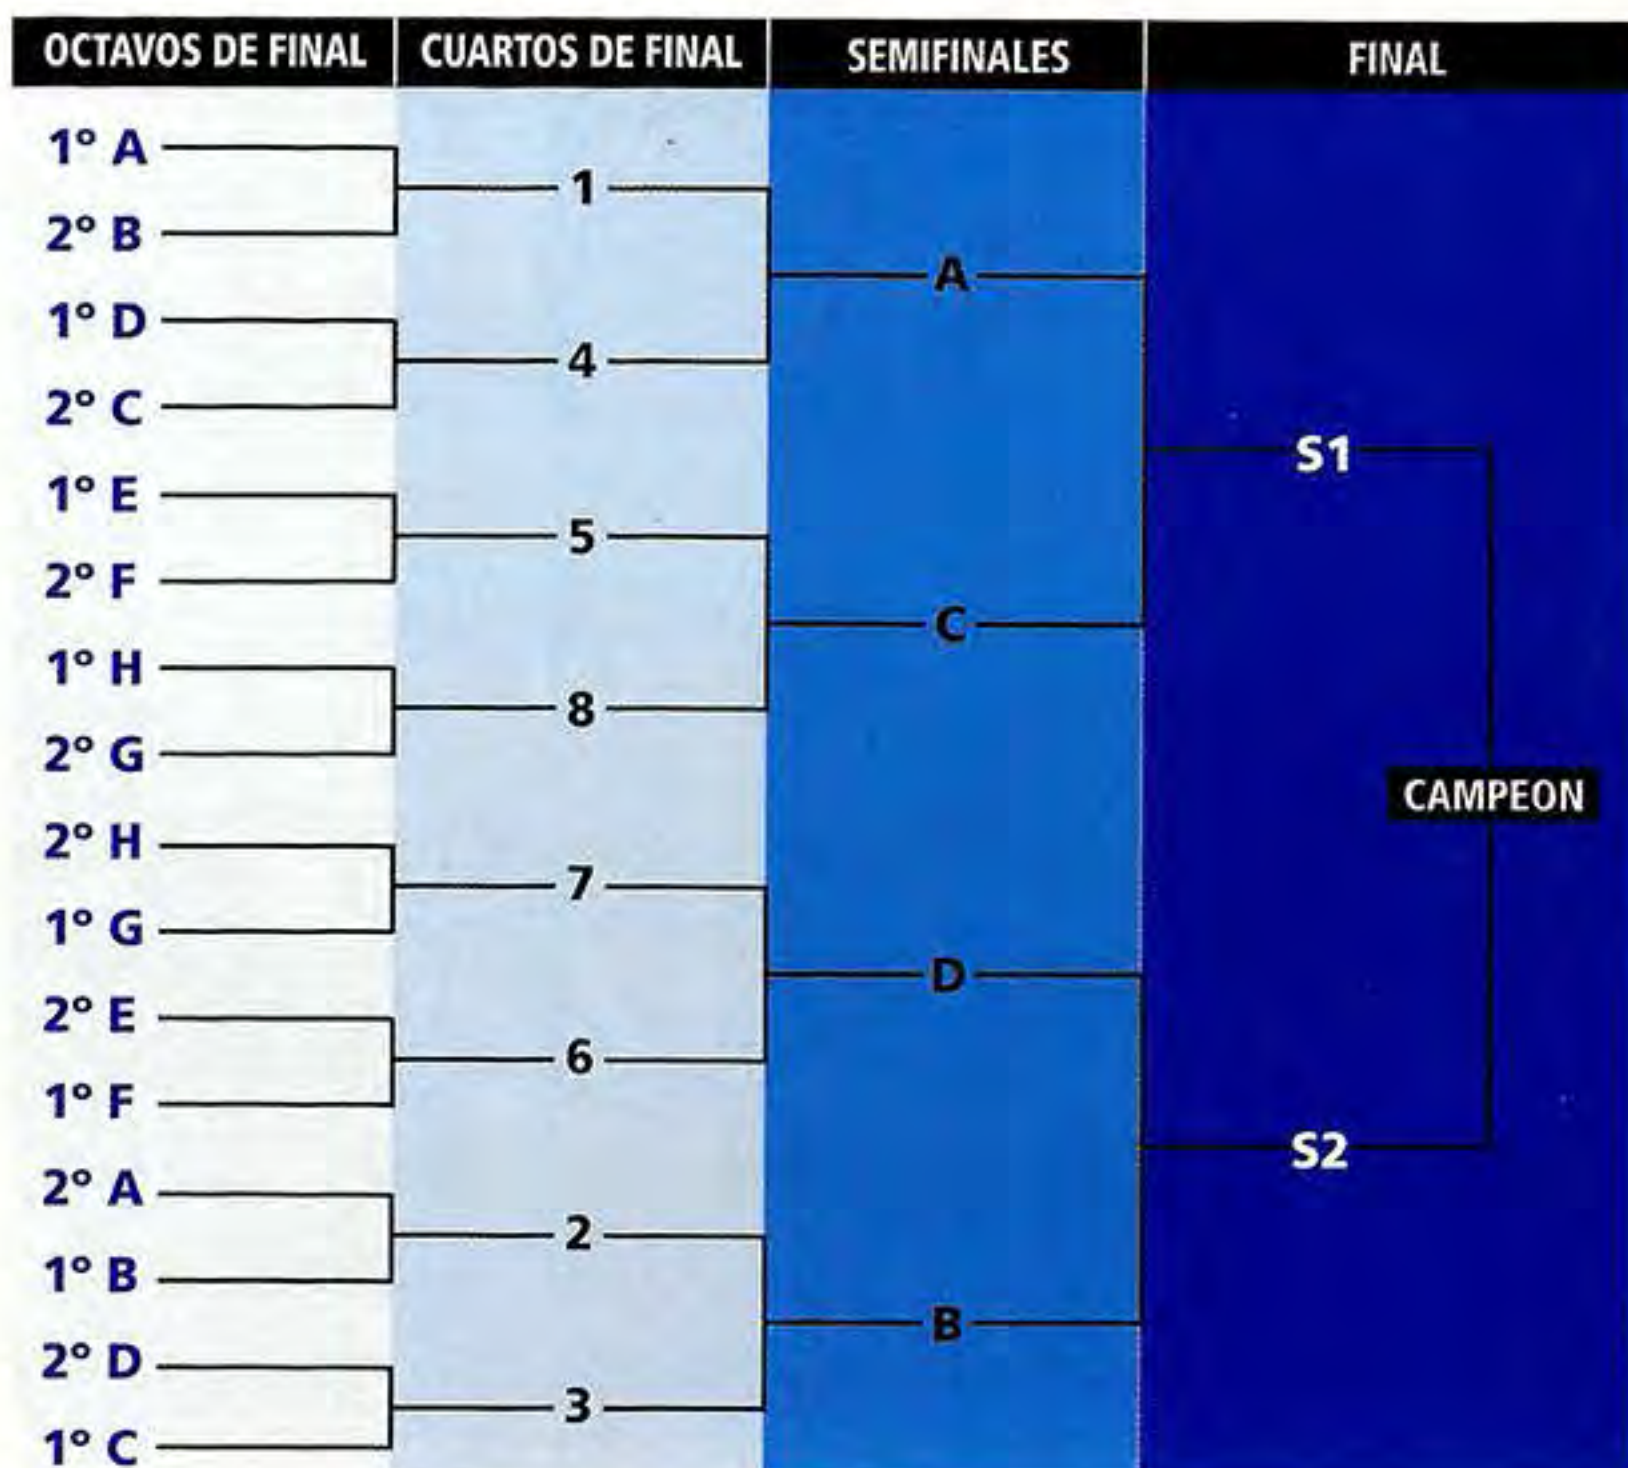 OCTAVOS DE FINAL
CUARTOS DE FINAL
SEMIFINALES
FINAL
1° A
2° B
1° D
2° C
1° E
2° F
1° H
2° G
2° H
1° G
2° E
1° F
2° A
1° B
2° D
1° C
1
4
5
8
7
6
2
3
A
C
D
B
S1
S2
CAMPEON